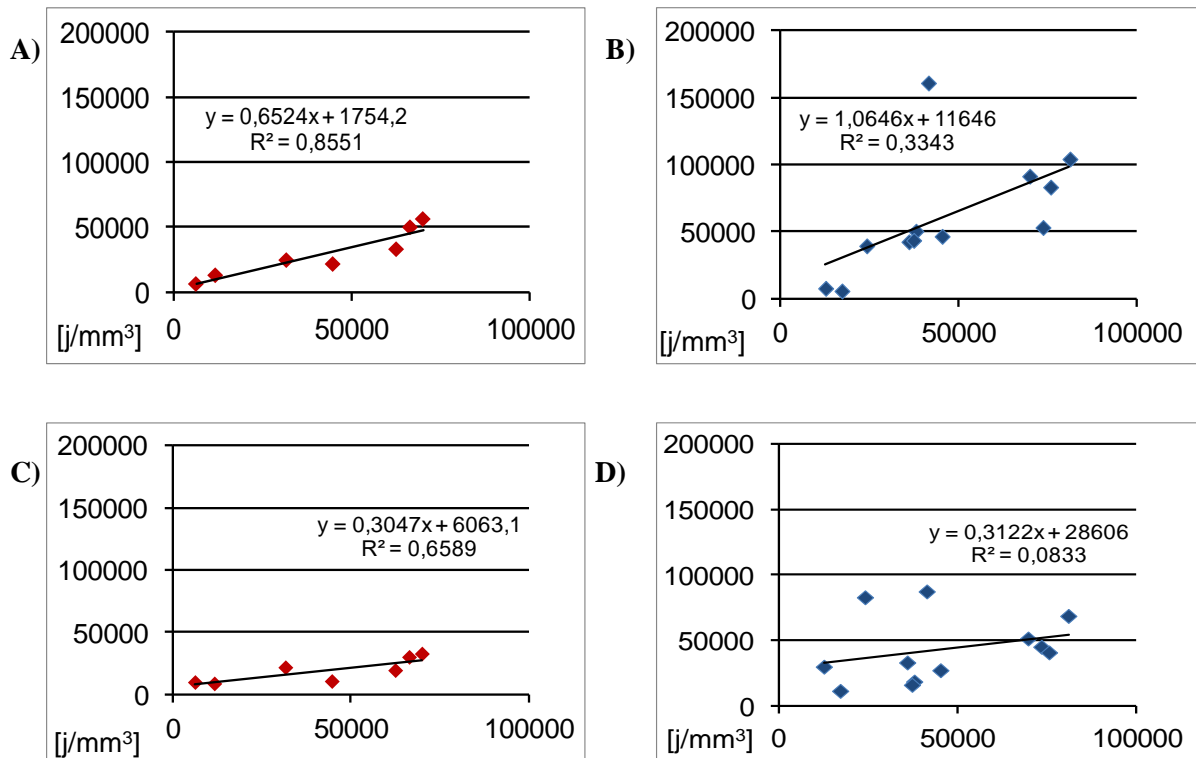 A)
200000
150000
y = 0,6524x + 1754,2
R² = 0,8551
100000
50000
0
0 50000 100000
[j/mm³]
B)
200000
150000
y = 1,0646x + 11646
R² = 0,3343
100000
50000
0
0 50000 100000
[j/mm³]
C)
200000
150000
y = 0,3047x + 6063,1
R² = 0,6589
100000
50000
0
0 50000 100000
[j/mm³]
D)
200000
150000
y = 0,3122x + 28606
R² = 0,0833
100000
50000
0
0 50000 100000
[j/mm³]